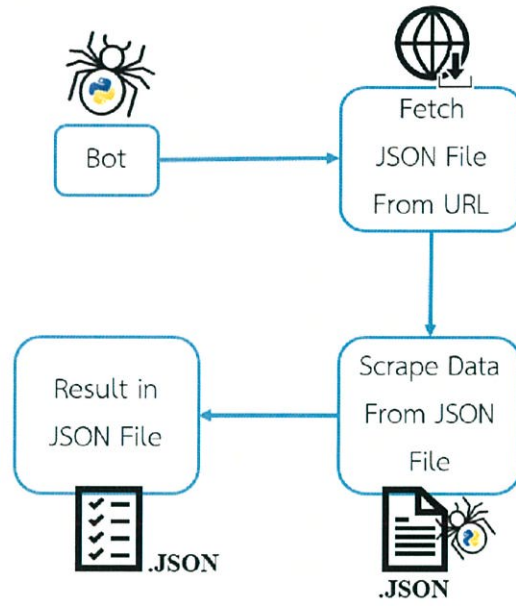 Bot
Fetch
JSON File
From URL
Scrape Data
From JSON
File
.JSON
Result in
JSON File
.JSON